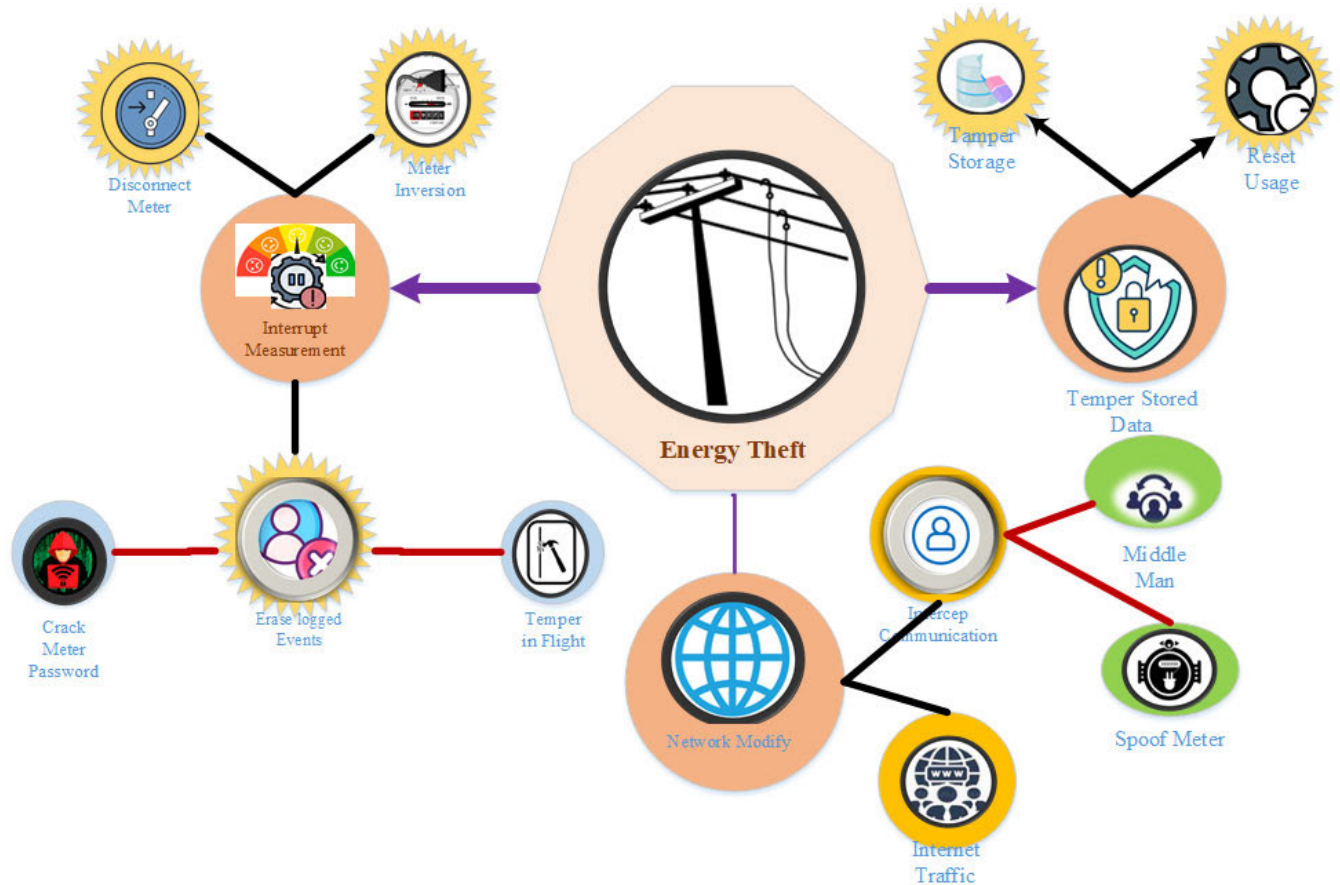 Disconnect
Meter
Meter
Inversion
Tamper
Storage
Reset
Usage
Interrupt
Measurement
Energy Theft
Temper Stored
Data
Crack
Meter
Password
Erase logged
Events
Temper
in Flight
Intercep
Communication
Middle
Man
Network Modify
Spoof Meter
WWW
Internet
Traffic